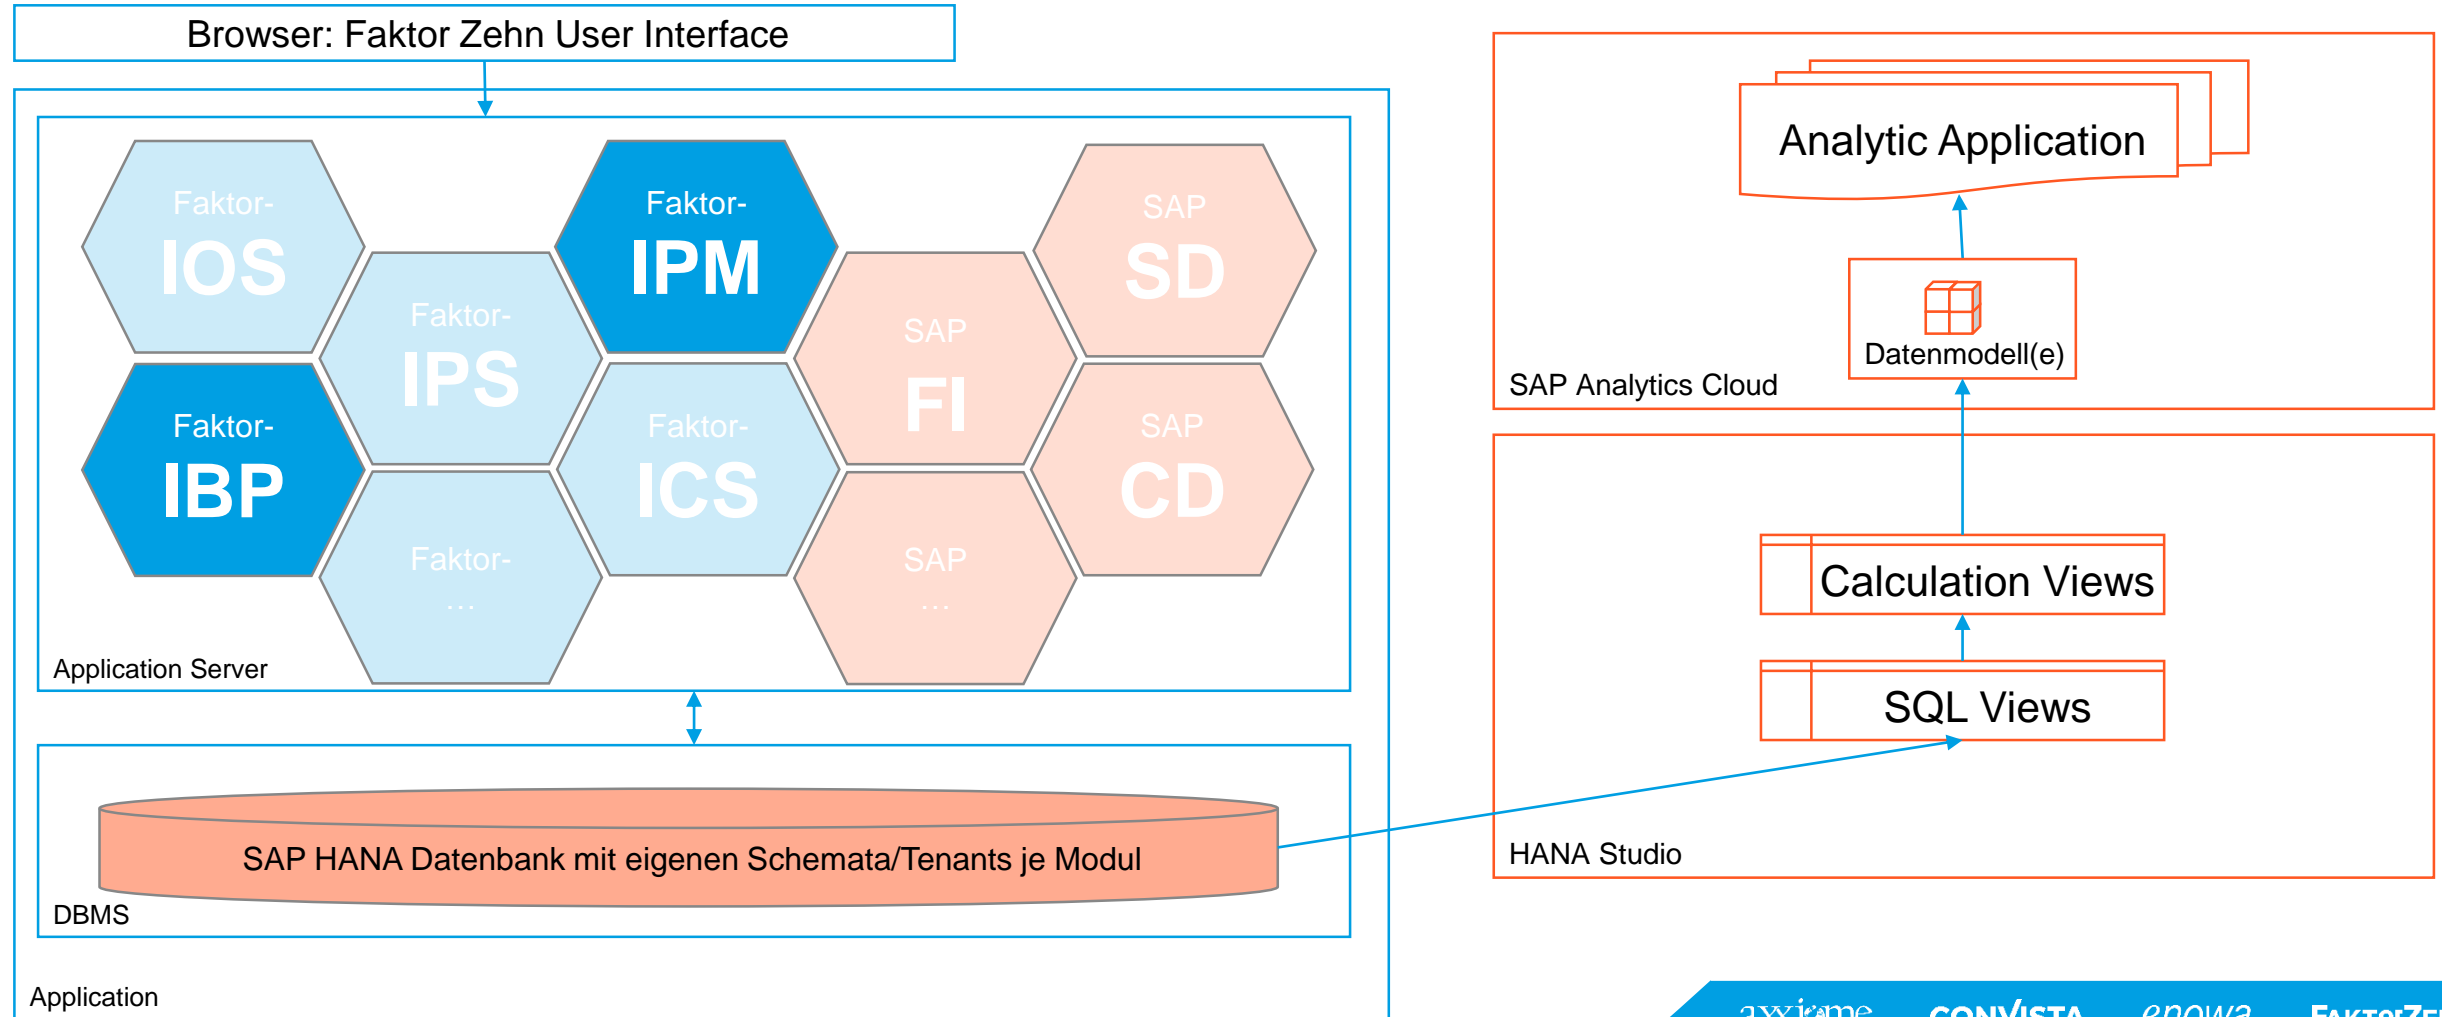 Browser: Faktor Zehn User Interface
Faktor-
IOS
Faktor-
IPM
SAP
SD
Faktor-
IPS
SAP
FI
Faktor-
IBP
Faktor-
ICS
SAP
CD
Faktor-
...
SAP
...
Application Server
SAP HANA Datenbank mit eigenen Schemata/Tenants je Modul
DBMS
Application
Analytic Application
Datenmodell(e)
SAP Analytics Cloud
Calculation Views
SQL Views
HANA Studio
CONVISTA
enowa